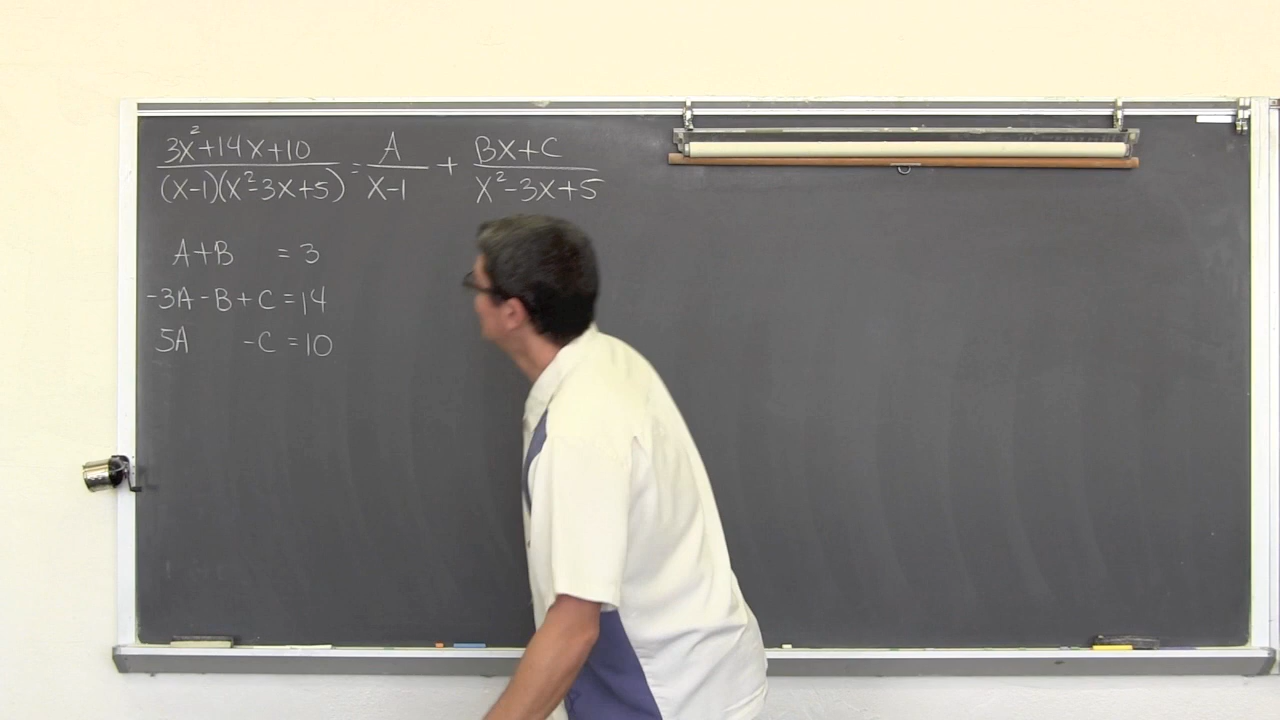 3x²+14x+10 / (x-1)(x²-3x+5) = A / x-1 + Bx+C / x²-3x+5
A+B = 3
-3A-B+C=14
5A -C=10